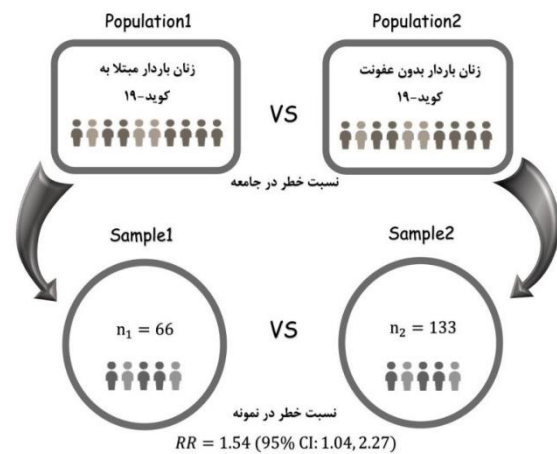 Population1
Population2
زنان باردار مبتلا به
کوید-۱۹
VS
زنان باردار بدون عفونت
کوید-۱۹
نسبت خطر در جامعه
Sample1
Sample2
n₁ = 66
VS
n₂ = 133
نسبت خطر در نمونه
RR = 1.54 (95% CI: 1.04, 2.27)